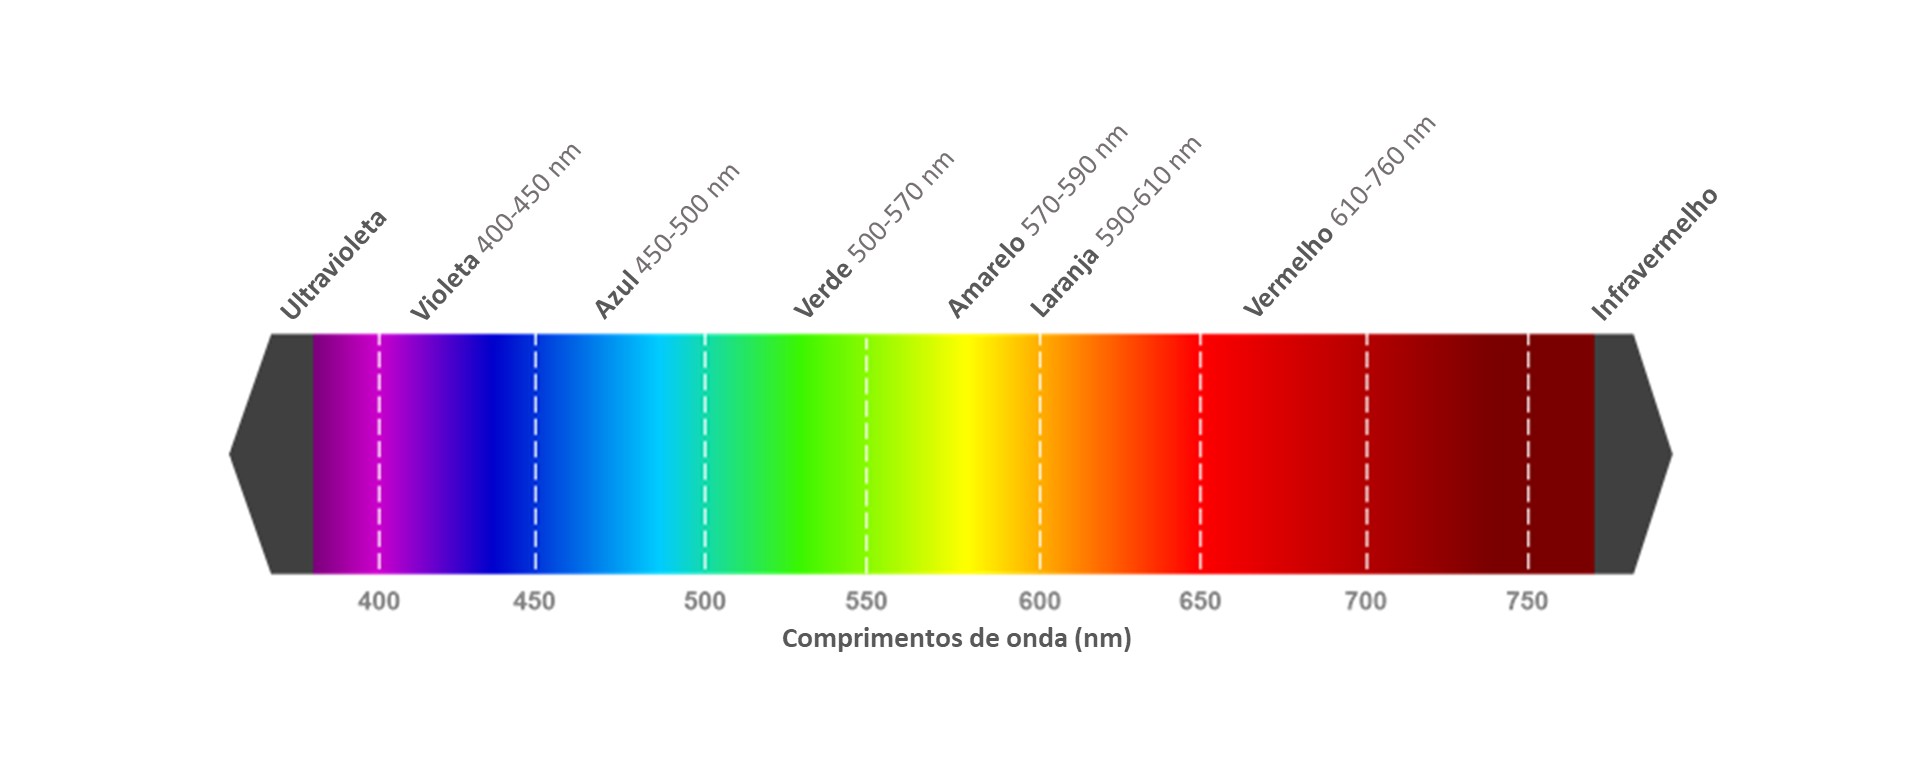 Ultravioleta
Violeta 400-450 nm
Azul 450-500 nm
Verde 500-570 nm
Amarelo 570-590 nm
Laranja 590-610 nm
Vermelho 610-760 nm
Infravermelho
400 450 500 550 600 650 700 750
Comprimentos de onda (nm)